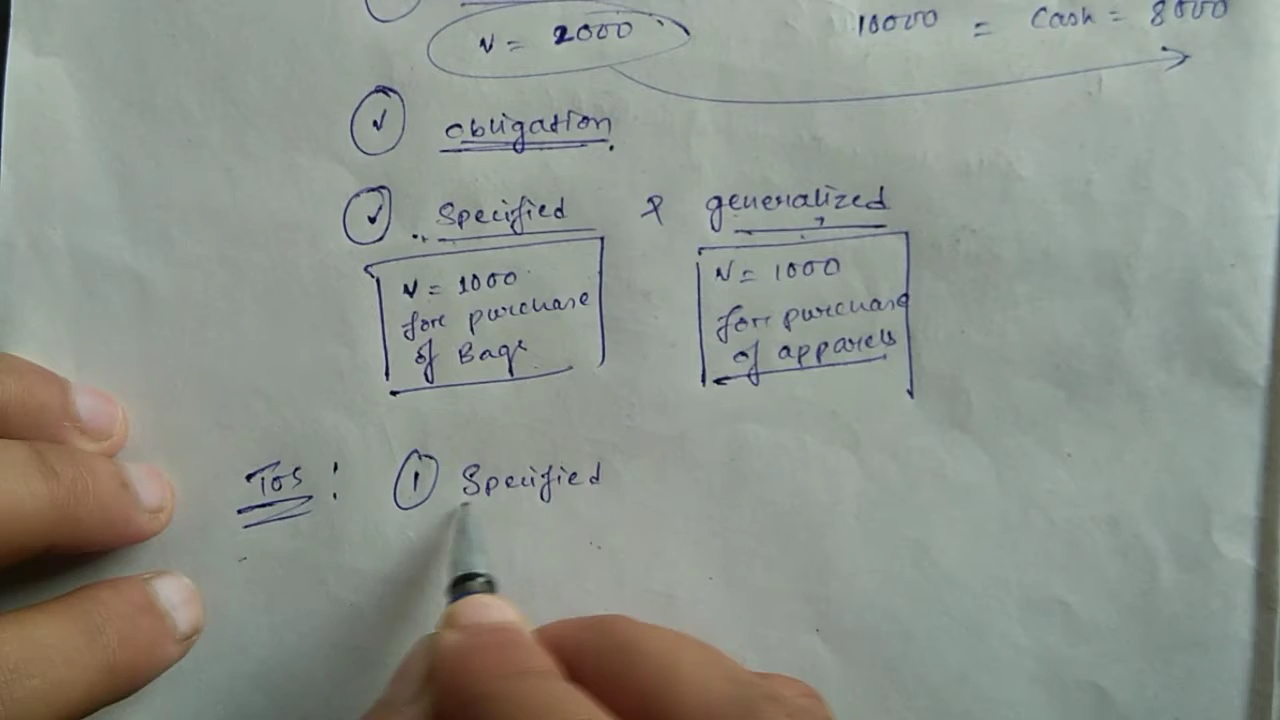 V = 2000
10000 = Cash = 8000
✓ obligation
✓ Specified & generalized
V = 1000
for purchase
of Bags
V = 1000
for purchase
of apparels
TOS : ① Specified